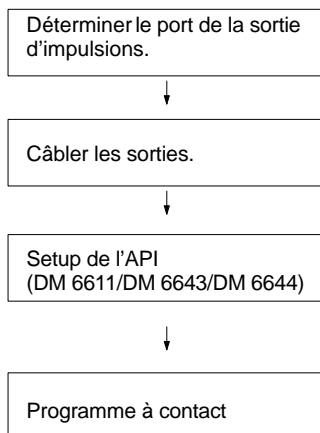 Déterminer le port de la sortie
d'impulsions.
Câbler les sorties.
Setup de l'API
(DM 6611/DM 6643/DM 6644)
Programme à contact